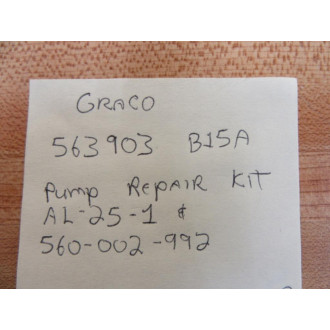 GRACO
563903 B15A
PUMP REPAIR KIT
AL-25-1 &
560-002-992